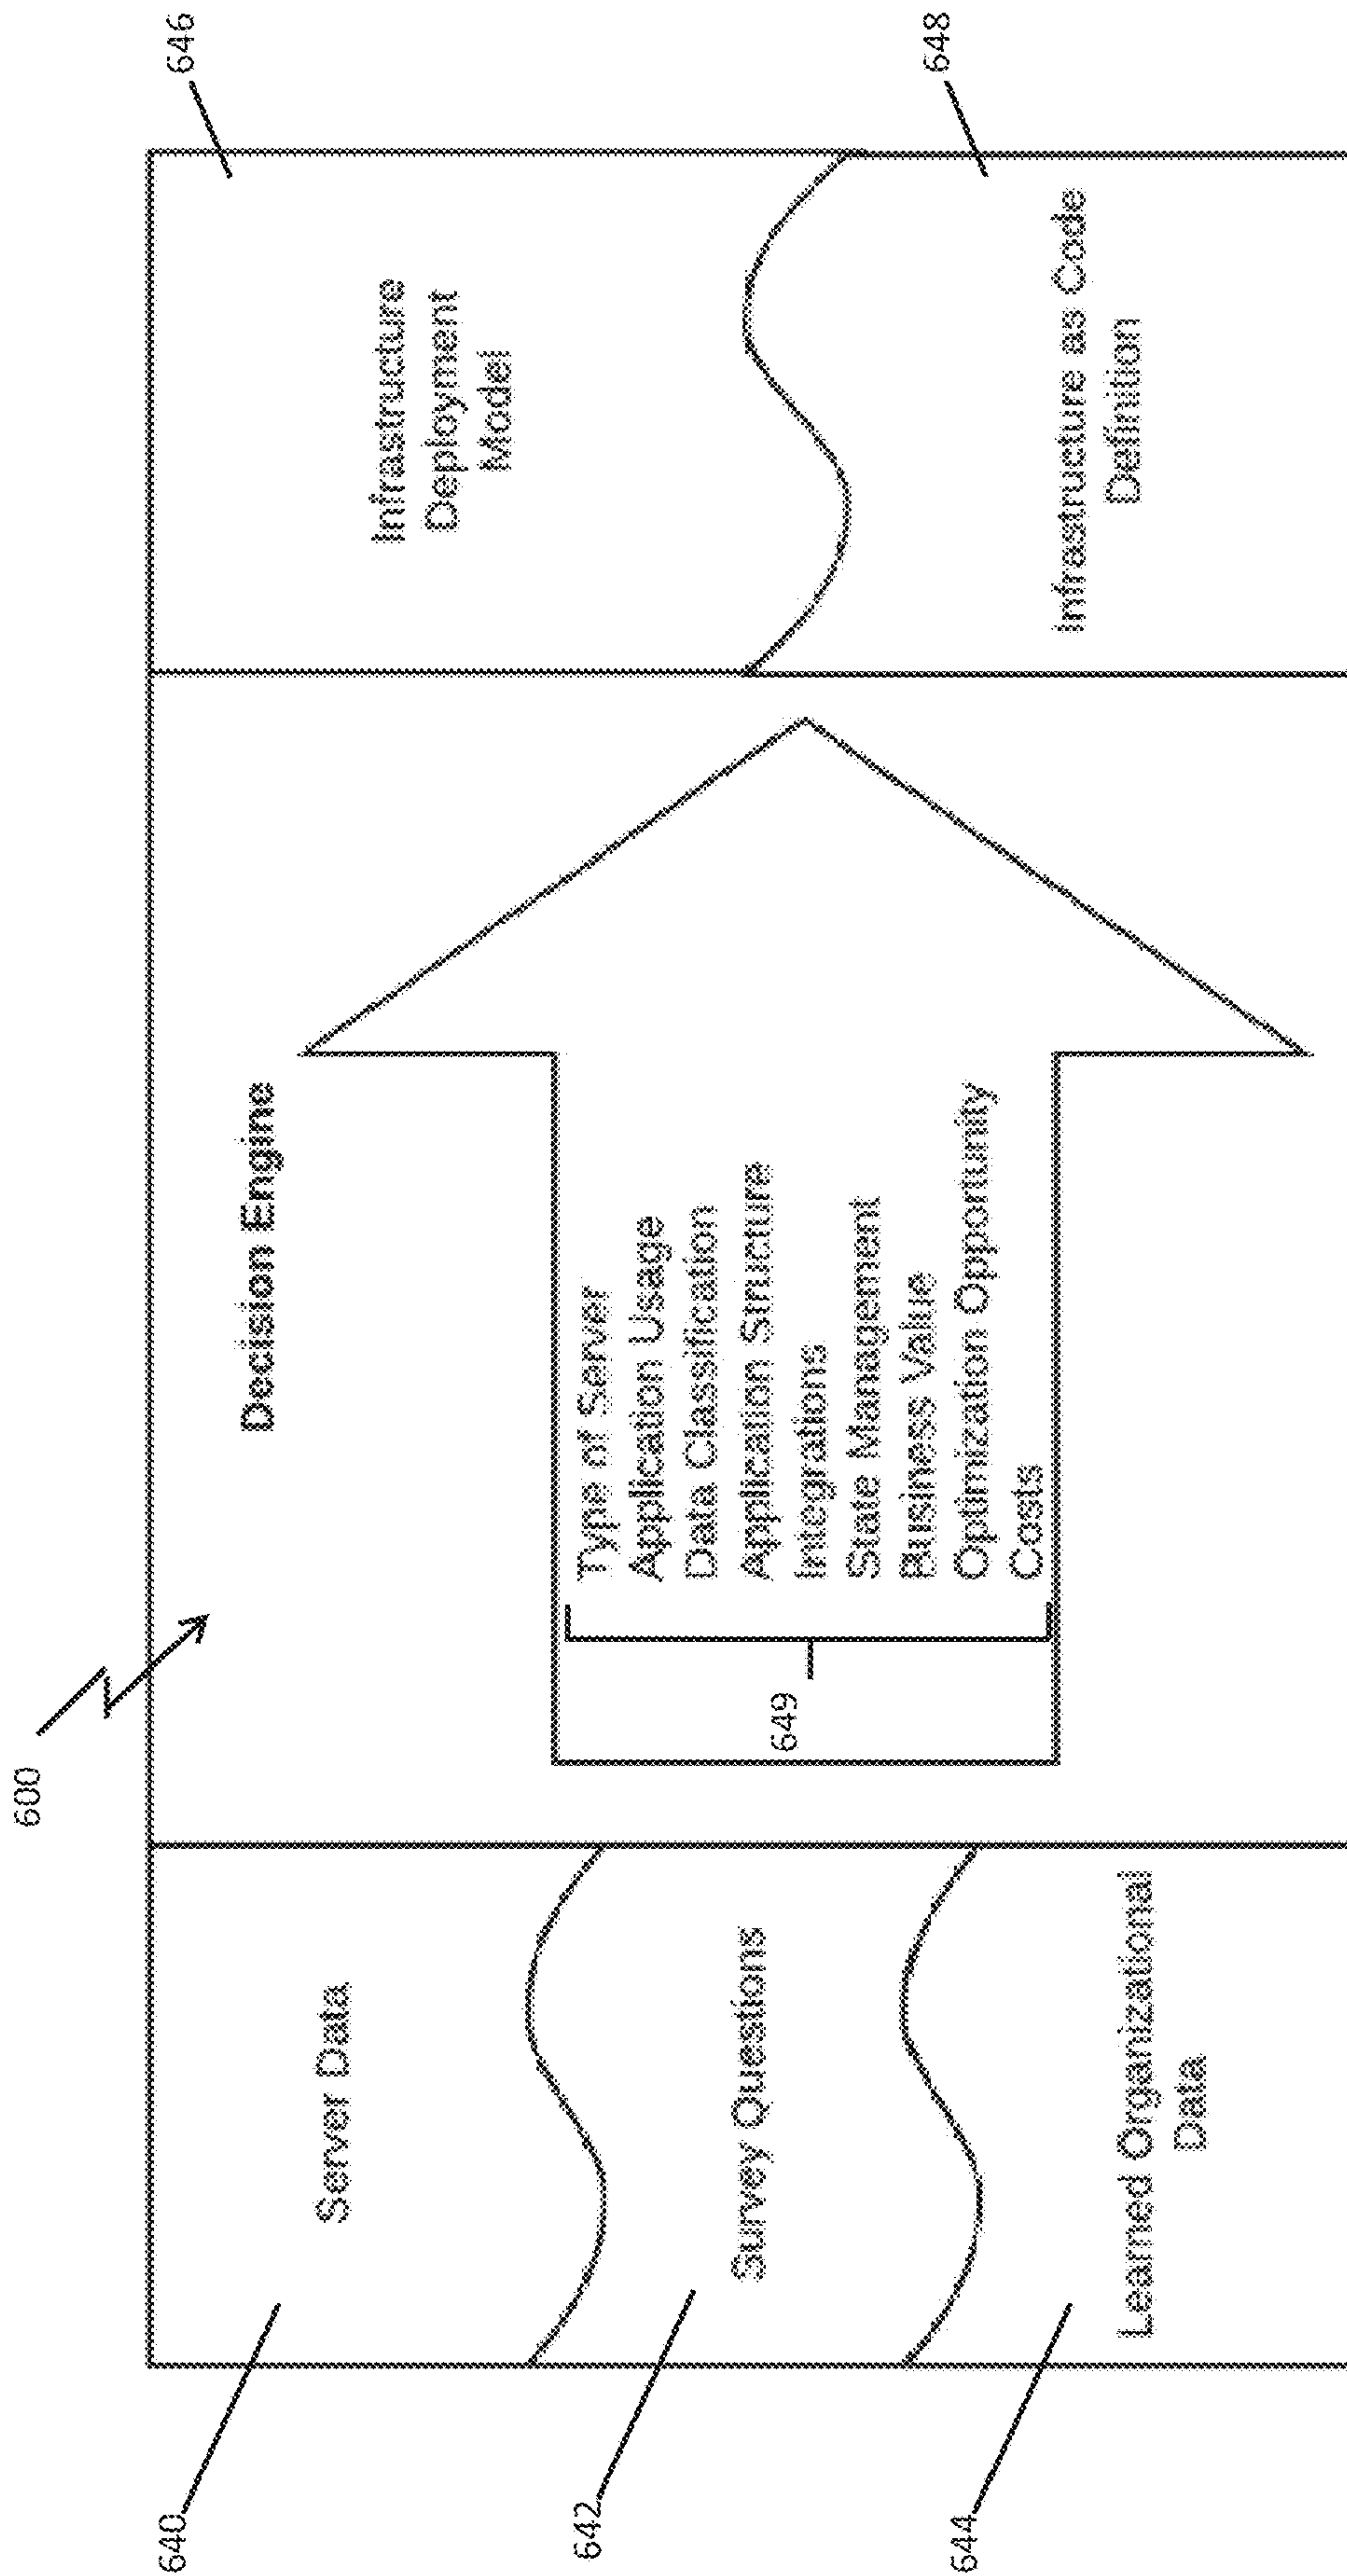 600
Decision Engine
640
Server Data
642
Survey Questions
644
Learned Organizational
Data
649
Type of Server
Application Usage
Data Classification
Application Structure
Integrations
State Management
Business Value
Optimization Opportunity
Costs
646
Infrastructure
Deployment
Model
648
Infrastructure as Code
Definition